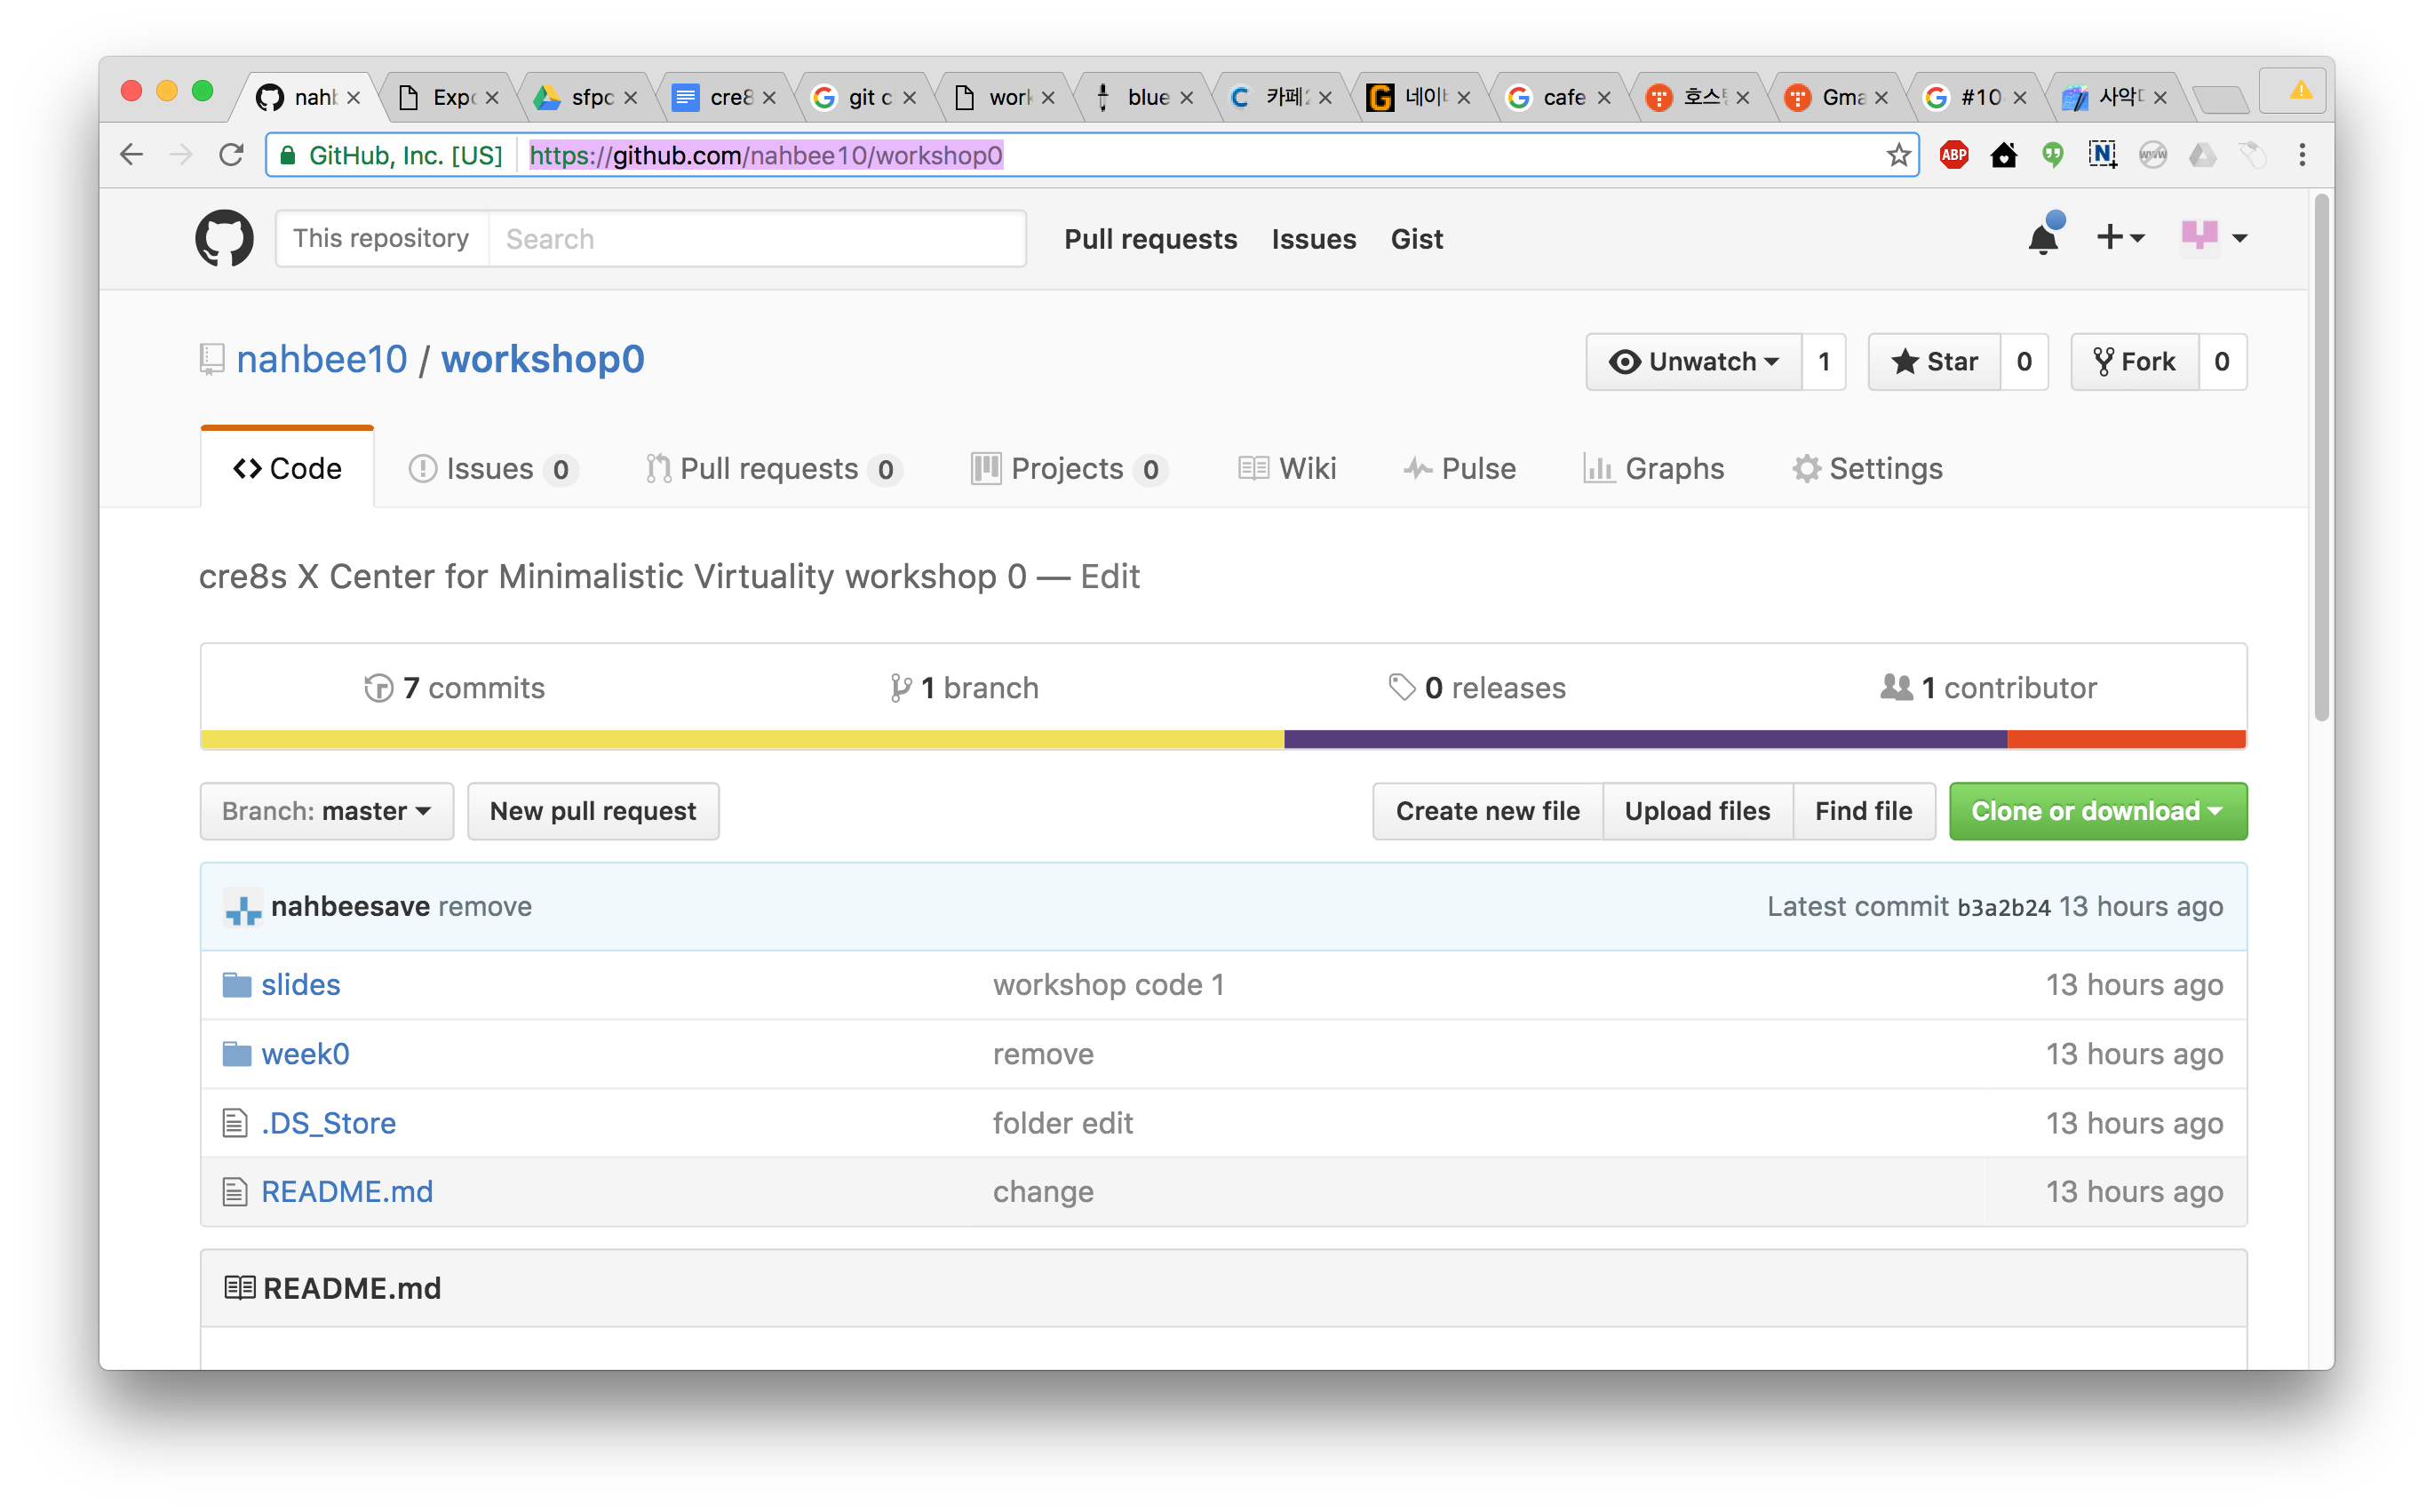 nahb Expo sfpc cre8 git c work blue 카페 네이 cafe 호스 Gma #10 사악
GitHub, Inc. [US] https://github.com/nahbee10/workshop0 ABP N WW
This repository Search Pull requests Issues Gist
nahbee10 / workshop0 Unwatch 1 Star 0 Fork 0
Code Issues 0 Pull requests 0 Projects 0 Wiki Pulse Graphs Settings
cre8s X Center for Minimalistic Virtuality workshop 0 — Edit
7 commits 1 branch 0 releases 1 contributor
Branch: master New pull request Create new file Upload files Find file Clone or download
nahbeesave remove Latest commit b3a2b24 13 hours ago
slides workshop code 1 13 hours ago
week0 remove 13 hours ago
.DS_Store folder edit 13 hours ago
README.md change 13 hours ago
README.md